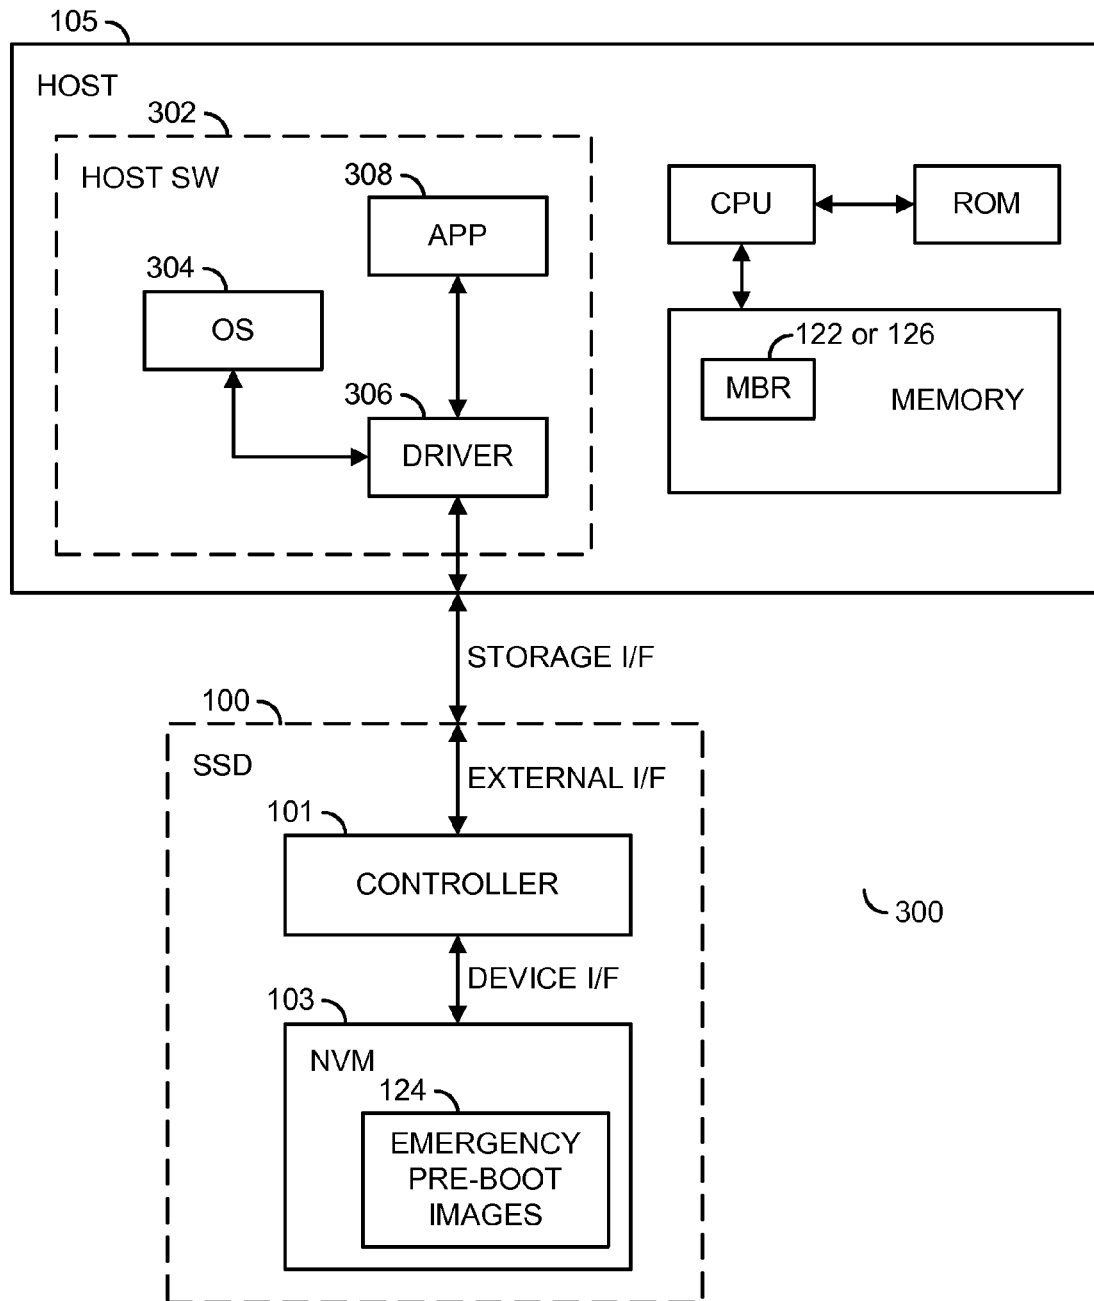 105
HOST
302
HOST SW
308
APP
304
OS
306
DRIVER
CPU
ROM
122 or 126
MBR
MEMORY
STORAGE I/F
100
SSD
EXTERNAL I/F
101
CONTROLLER
300
DEVICE I/F
103
NVM
124
EMERGENCY
PRE-BOOT
IMAGES